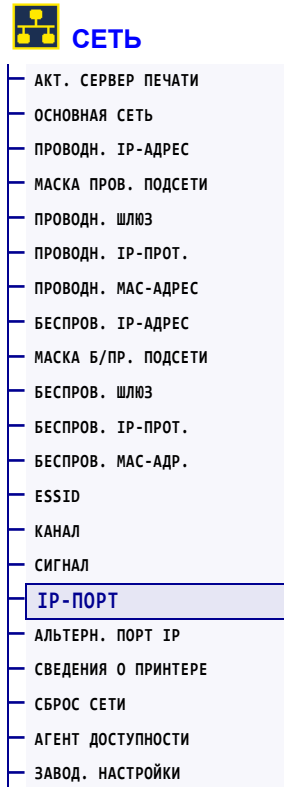 СЕТЬ
АКТ. СЕРВЕР ПЕЧАТИ
ОСНОВНАЯ СЕТЬ
ПРОВОДН. IP-АДРЕС
МАСКА ПРОВ. ПОДСЕТИ
ПРОВОДН. ШЛЮЗ
ПРОВОДН. IP-ПРОТ.
ПРОВОДН. MAC-АДРЕС
БЕСПРОВ. IP-АДРЕС
МАСКА Б/ПР. ПОДСЕТИ
БЕСПРОВ. ШЛЮЗ
БЕСПРОВ. IP-ПРОТ.
БЕСПРОВ. MAC-АДР.
ESSID
КАНАЛ
СИГНАЛ
IP-ПОРТ
АЛЬТЕРН. ПОРТ IP
СВЕДЕНИЯ О ПРИНТЕРЕ
СБРОС СЕТИ
АГЕНТ ДОСТУПНОСТИ
ЗАВОД. НАСТРОЙКИ